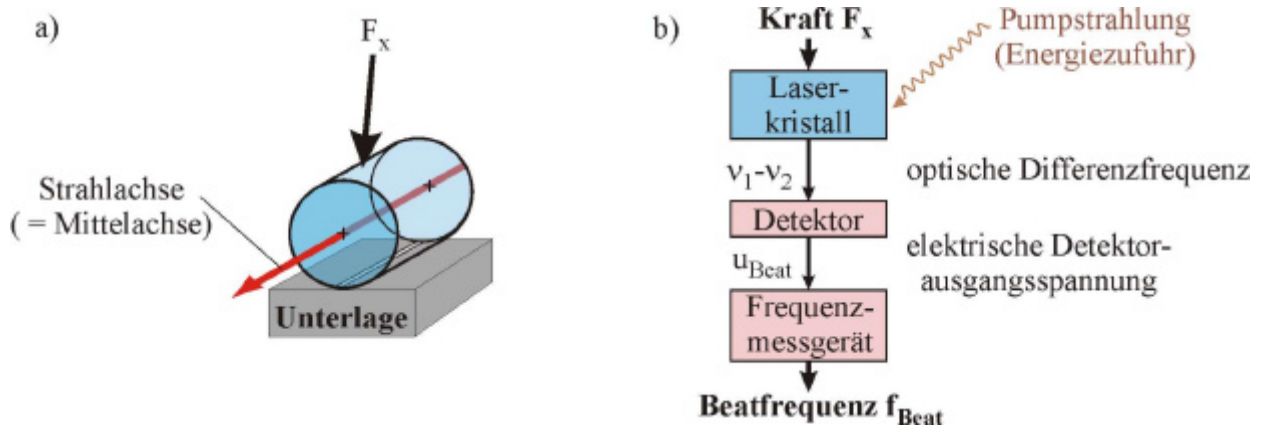 a)
F_x
Strahlachse
( = Mittelachse)
Unterlage
b)
Kraft F_x
Pumpstrahlung
(Energiezufuhr)
Laser-
kristall
ν_1-ν_2
optische Differenzfrequenz
Detektor
u_Beat
elektrische Detektor-
ausgangsspannung
Frequenz-
messgerät
Beatfrequenz f_Beat